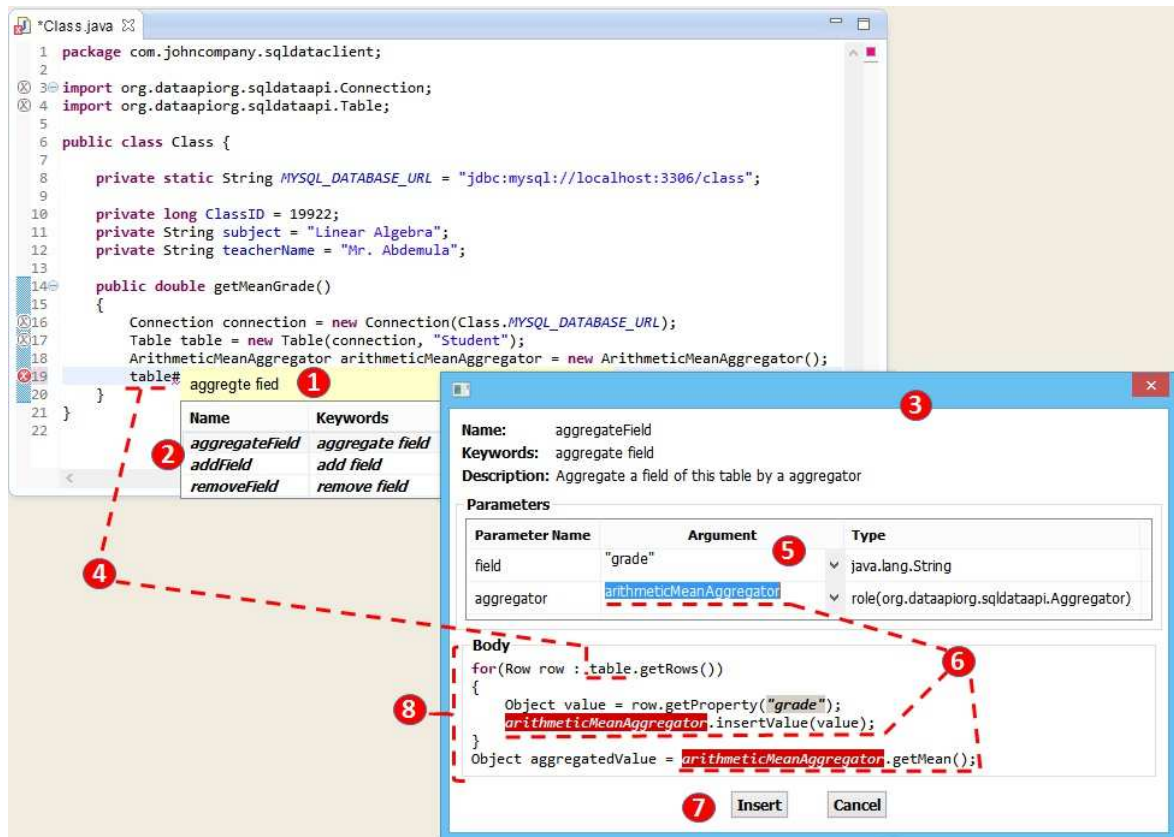 *Class.java
1 package com.johncompany.sqldataclient;
2
3 import org.dataapiorg.sqldataapi.Connection;
4 import org.dataapiorg.sqldataapi.Table;
5
6 public class Class {
7
8 private static String MYSQL_DATABASE_URL = "jdbc:mysql://localhost:3306/class";
9
10 private long ClassID = 19922;
11 private String subject = "Linear Algebra";
12 private String teacherName = "Mr. Abdemula";
13
14 public double getMeanGrade()
15 {
16 Connection connection = new Connection(Class.MYSQL_DATABASE_URL);
17 Table table = new Table(connection, "Student");
18 ArithmeticMeanAggregator arithmeticMeanAggregator = new ArithmeticMeanAggregator();
19 table#
20 }
21 }
22
aggregte fied 1
Name Keywords
2
aggregateField aggregate field
addField add field
removeField remove field
3
Name: aggregateField
Keywords: aggregate field
Description: Aggregate a field of this table by a aggregator
Parameters
Parameter Name Argument Type
5
field "grade" java.lang.String
aggregator arithmeticMeanAggregator role(org.dataapiorg.sqldataapi.Aggregator)
4
6
8
Body
for(Row row : table.getRows())
{
Object value = row.getProperty("grade");
arithmeticMeanAggregator.insertValue(value);
}
Object aggregatedValue = arithmeticMeanAggregator.getMean();
7 Insert Cancel